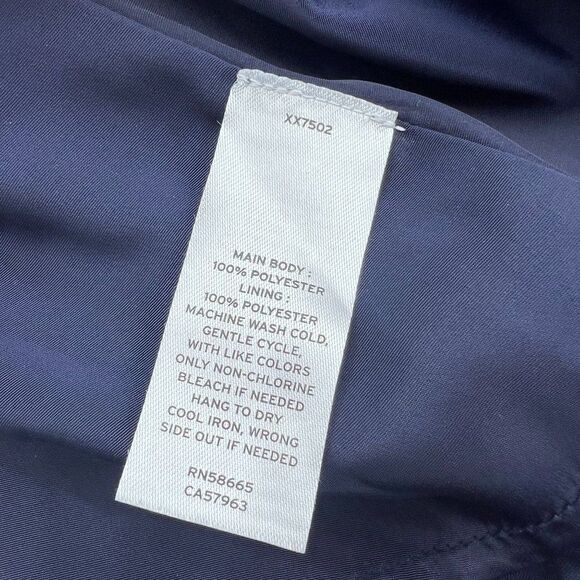 XX7502
MAIN BODY :
100% POLYESTER
LINING :
100% POLYESTER
MACHINE WASH COLD,
GENTLE CYCLE,
WITH LIKE COLORS
ONLY NON-CHLORINE
BLEACH IF NEEDED
HANG TO DRY
COOL IRON, WRONG
SIDE OUT IF NEEDED
RN58665
CA57963